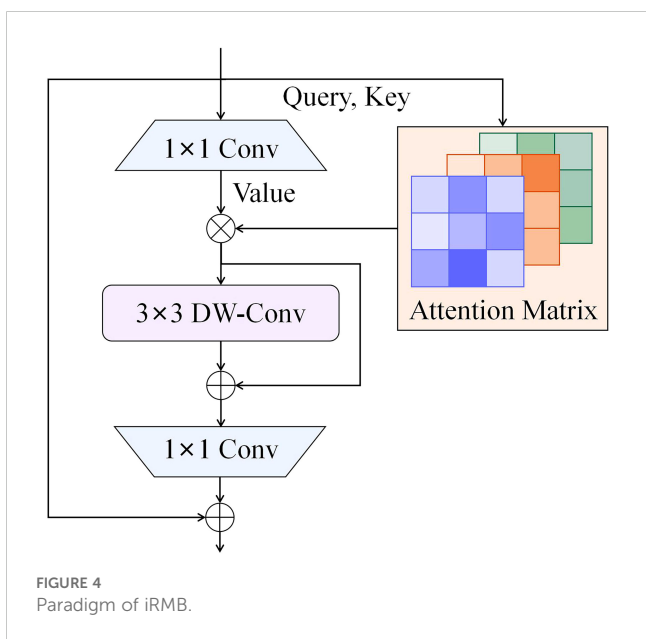 Query, Key
1×1 Conv
Value
3×3 DW-Conv
Attention Matrix
1×1 Conv
FIGURE 4
Paradigm of iRMB.